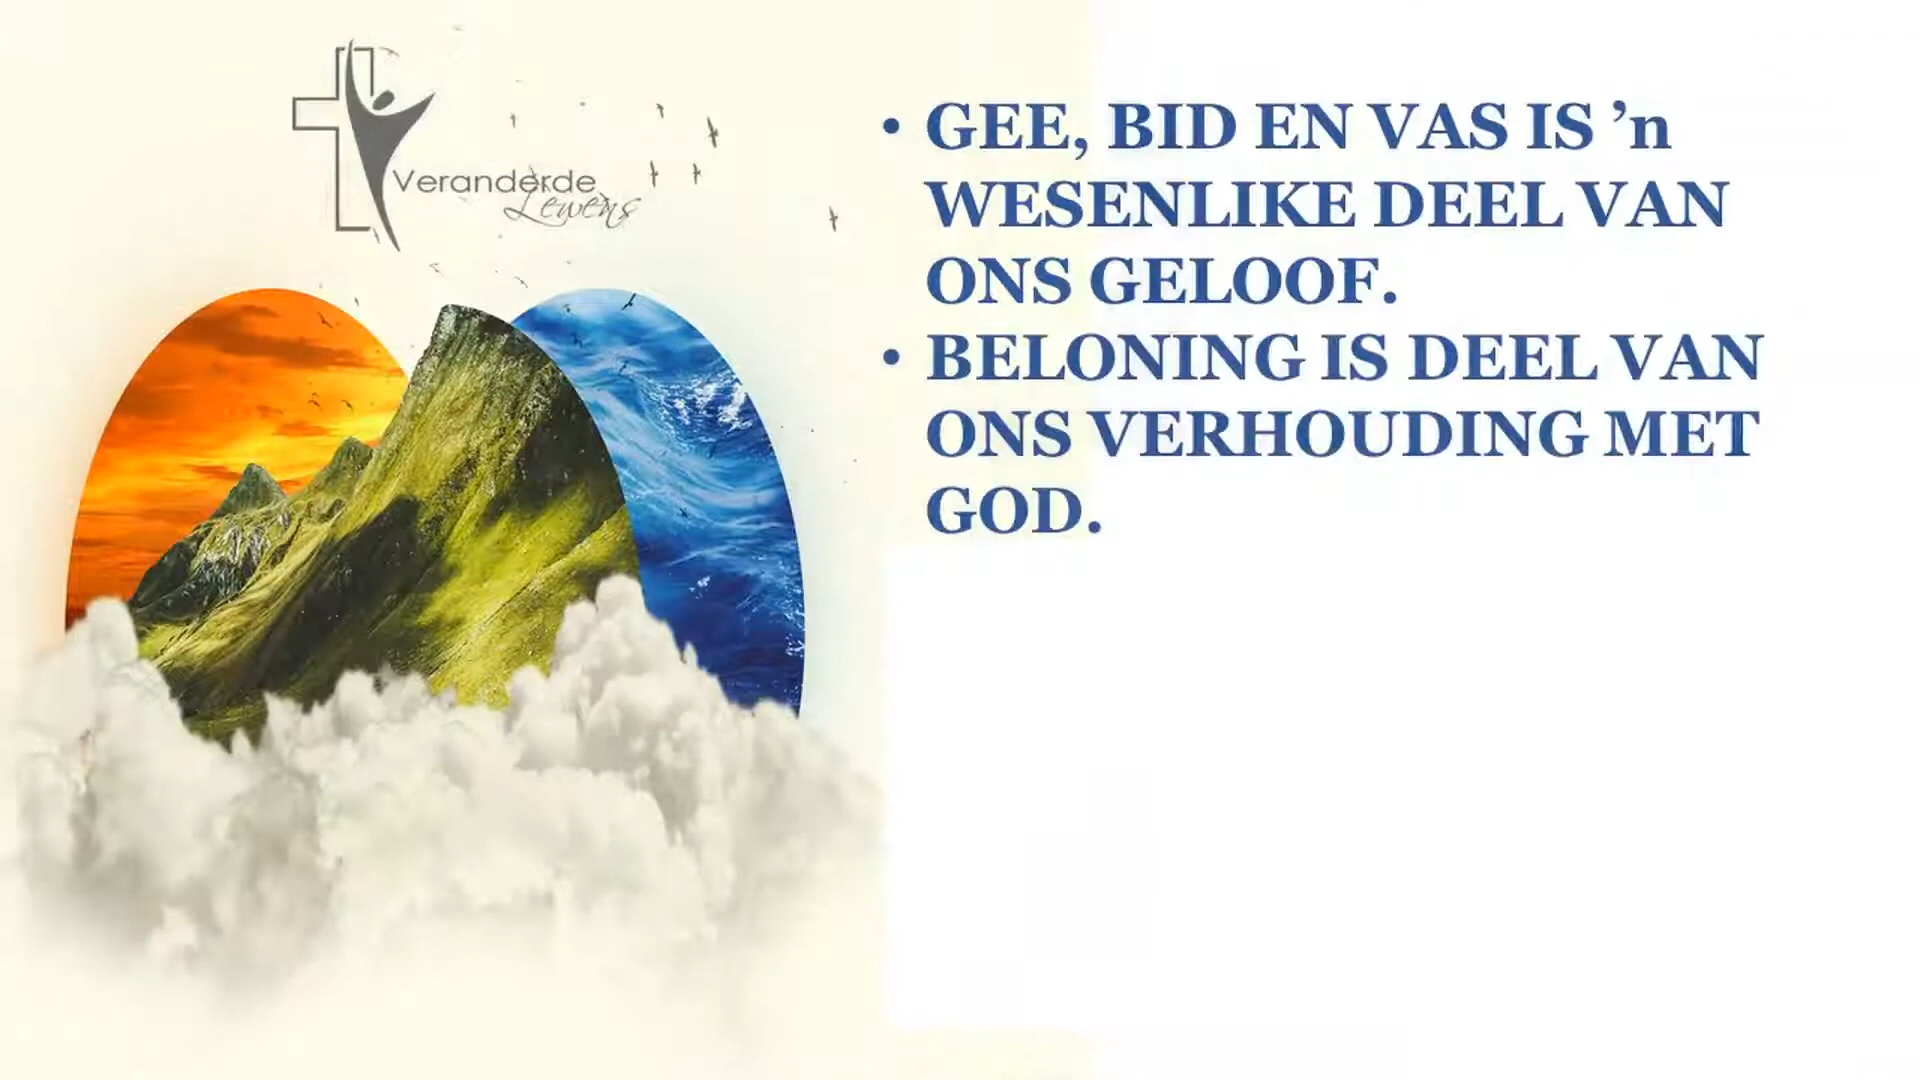 Veranderde
Lewens
• GEE, BID EN VAS IS ’n
WESENLIKE DEEL VAN
ONS GELOOF.
• BELONING IS DEEL VAN
ONS VERHOUDING MET
GOD.